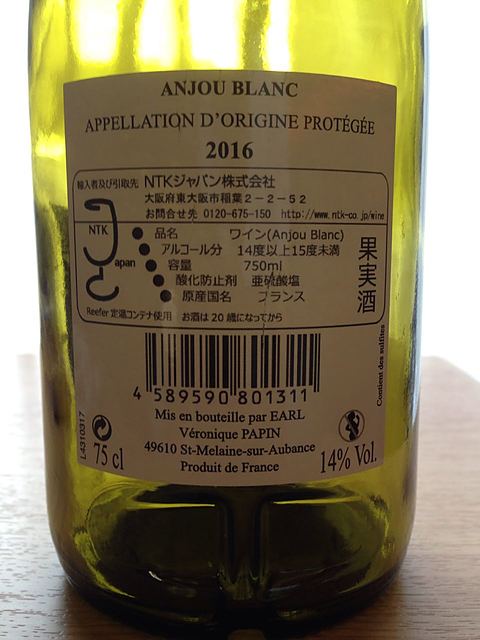 ANJOU BLANC
APPELLATION D'ORIGINE PROTÉGÉE
2016
輸入者及び引取先 NTKジャパン株式会社
大阪府東大阪市稲葉2-2-52
お問合せ先 0120-675-150 http://www.ntk-co.jp/wine
NTK
Japan
品名 ワイン(Anjou Blanc)
アルコール分 14度以上15度未満
容量 750ml
酸化防止剤 亜硫酸塩
原産国名 フランス
果実酒
Reefer 定温コンテナ使用 お酒は20歳になってから
Contient des sulfites
4 589590 801311
L4310317
Mis en bouteille par EARL
Véronique PAPIN
75 cl
49610 St-Melaine-sur-Aubance
Produit de France
14% Vol.